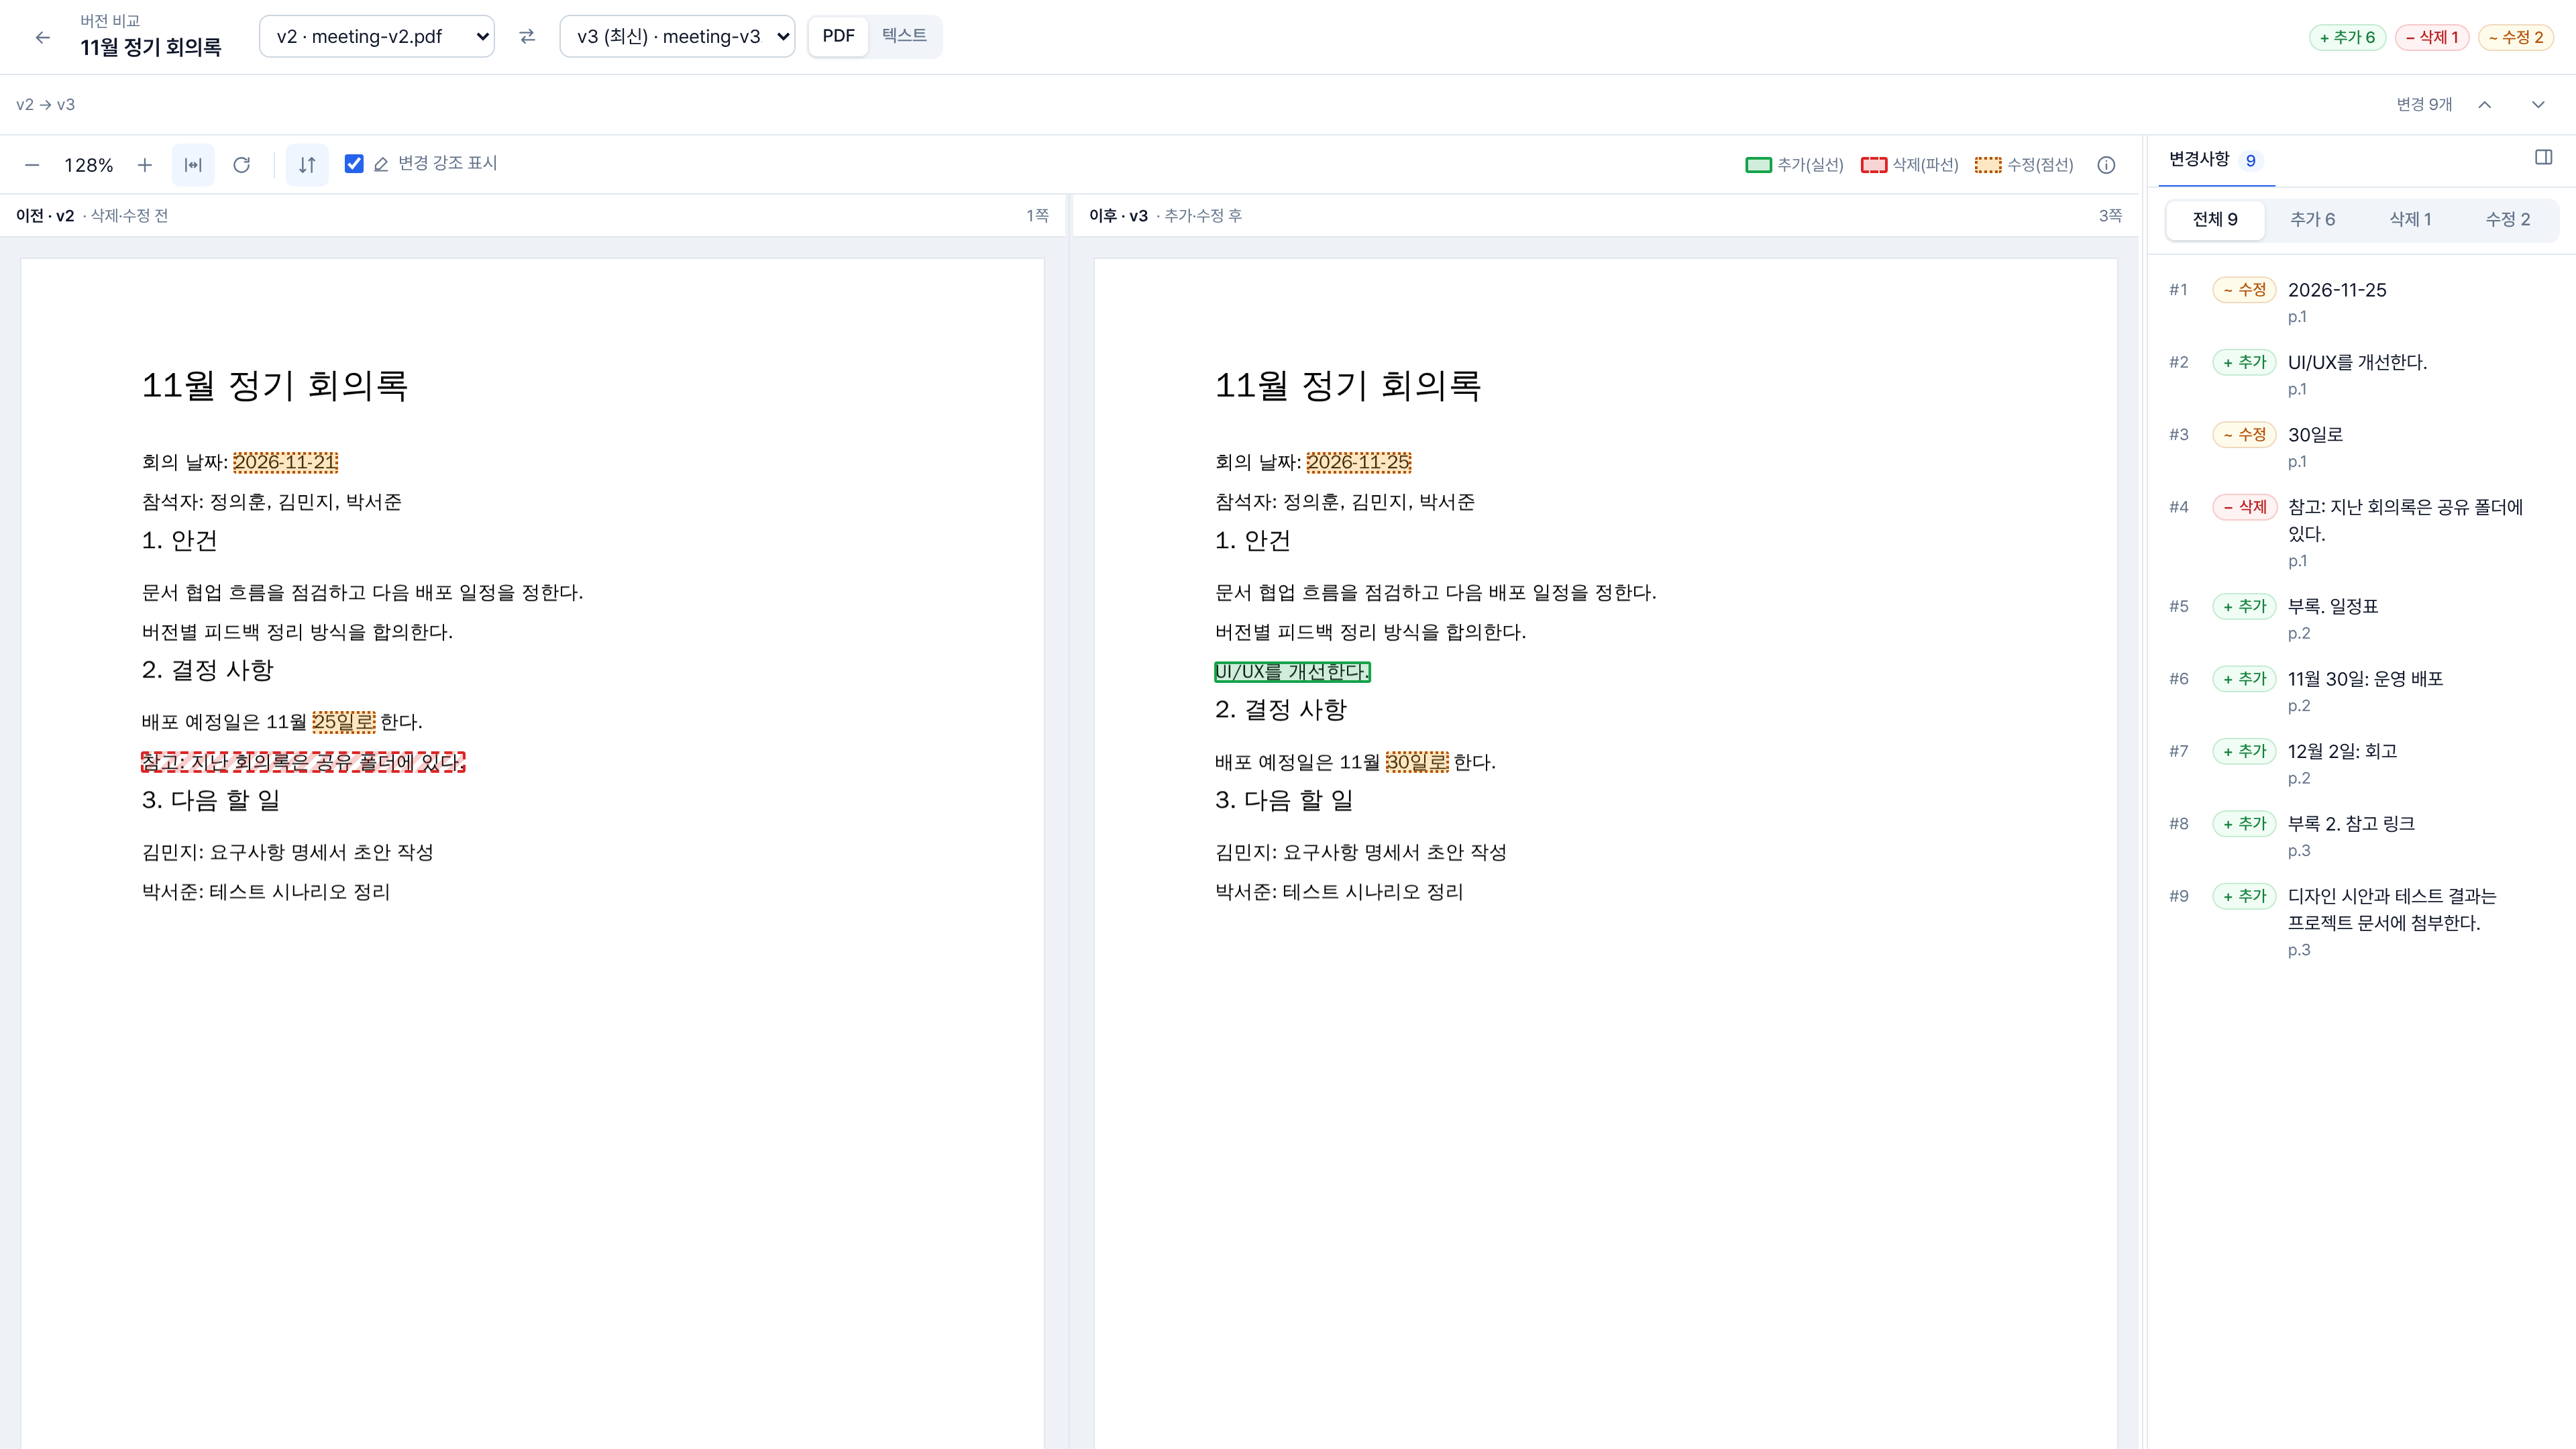 버전 비교
11월 정기 회의록
v2 · meeting-v2.pdf
v3 (최신) · meeting-v3
PDF
텍스트
+ 추가 6
− 삭제 1
~ 수정 2
v2 → v3
변경 9개
128%
변경 강조 표시
추가(실선)
삭제(파선)
수정(점선)
이전 · v2 · 삭제·수정 전
1쪽
11월 정기 회의록
회의 날짜: 2026-11-21
참석자: 정의훈, 김민지, 박서준
1. 안건
문서 협업 흐름을 점검하고 다음 배포 일정을 정한다.
버전별 피드백 정리 방식을 합의한다.
2. 결정 사항
배포 예정일은 11월 25일로 한다.
참고: 지난 회의록은 공유 폴더에 있다.
3. 다음 할 일
김민지: 요구사항 명세서 초안 작성
박서준: 테스트 시나리오 정리
이후 · v3 · 추가·수정 후
3쪽
11월 정기 회의록
회의 날짜: 2026-11-25
참석자: 정의훈, 김민지, 박서준
1. 안건
문서 협업 흐름을 점검하고 다음 배포 일정을 정한다.
버전별 피드백 정리 방식을 합의한다.
UI/UX를 개선한다.
2. 결정 사항
배포 예정일은 11월 30일로 한다.
3. 다음 할 일
김민지: 요구사항 명세서 초안 작성
박서준: 테스트 시나리오 정리
변경사항 9
전체 9
추가 6
삭제 1
수정 2
#1 ~ 수정 2026-11-25
p.1
#2 + 추가 UI/UX를 개선한다.
p.1
#3 ~ 수정 30일로
p.1
#4 − 삭제 참고: 지난 회의록은 공유 폴더에
있다.
p.1
#5 + 추가 부록. 일정표
p.2
#6 + 추가 11월 30일: 운영 배포
p.2
#7 + 추가 12월 2일: 회고
p.2
#8 + 추가 부록 2. 참고 링크
p.3
#9 + 추가 디자인 시안과 테스트 결과는
프로젝트 문서에 첨부한다.
p.3